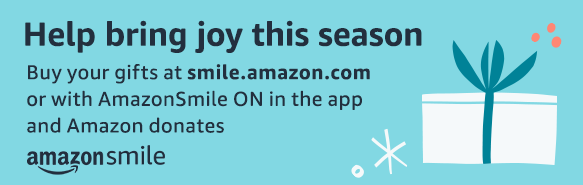 Help bring joy this season
Buy your gifts at smile.amazon.com
or with AmazonSmile ON in the app
and Amazon donates
amazonsmile